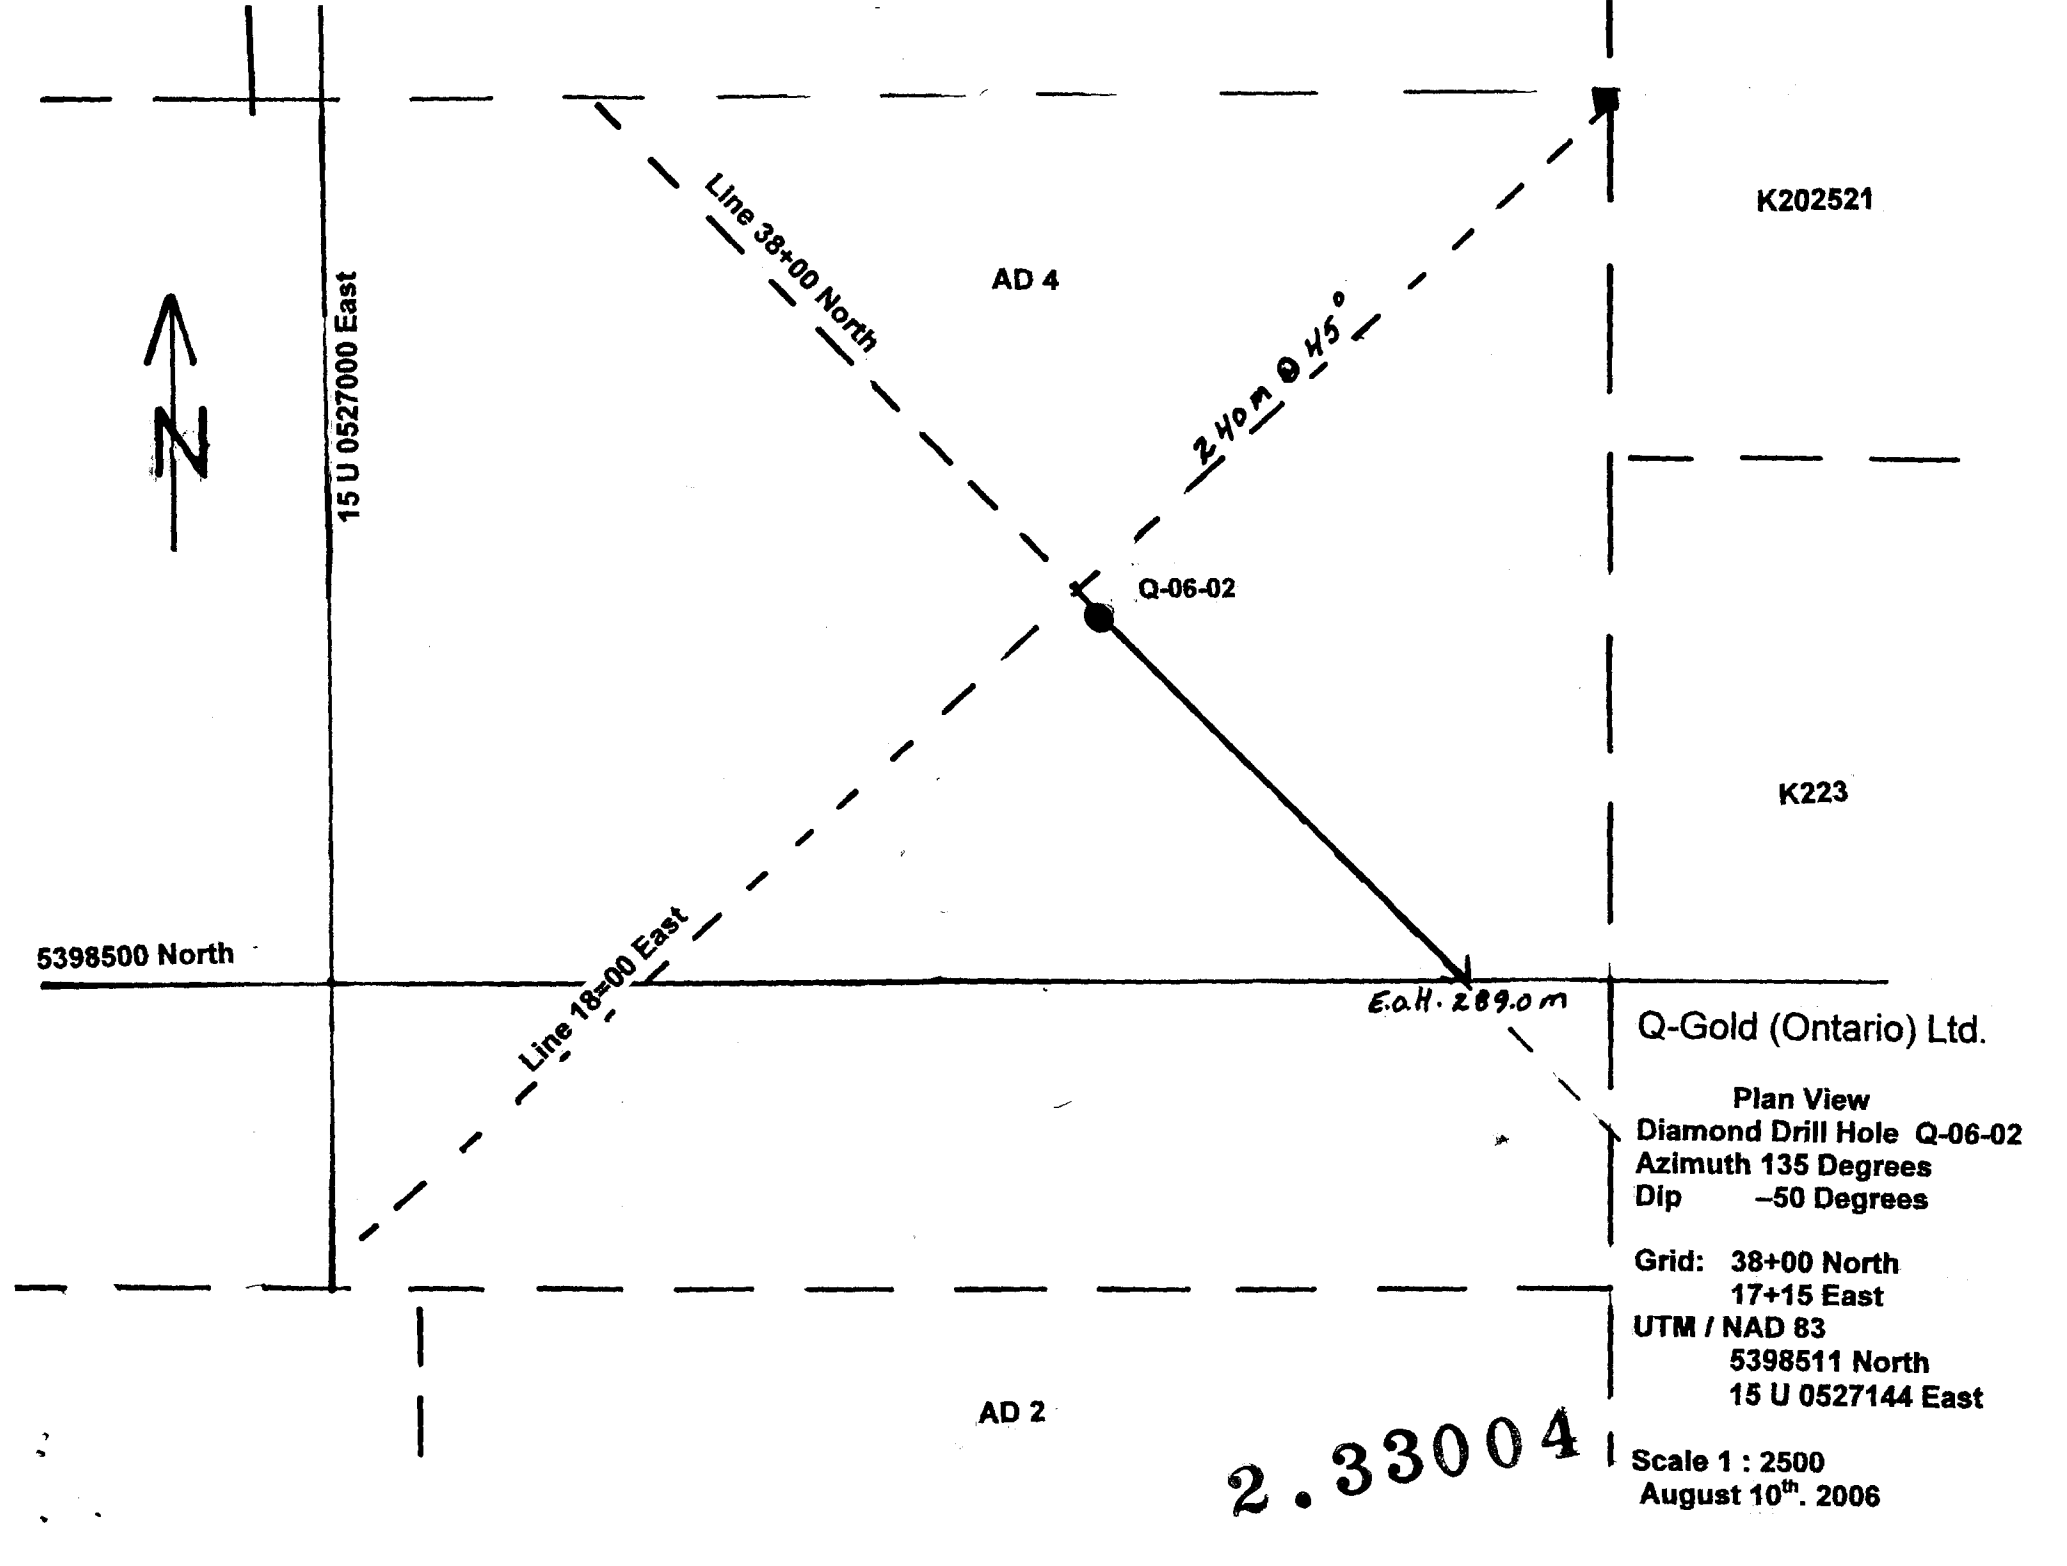 K202521
Line 38+00 North
AD 4
15 U 0527000 East
240m @ 45°
N
Q-06-02
K223
5398500 North
Line 18=00 East
E.O.H. 289.0m
Q-Gold (Ontario) Ltd.
Plan View
Diamond Drill Hole Q-06-02
Azimuth 135 Degrees
Dip –50 Degrees
Grid: 38+00 North
17+15 East
UTM / NAD 83
5398511 North
15 U 0527144 East
AD 2
2.33004
Scale 1 : 2500
August 10th. 2006